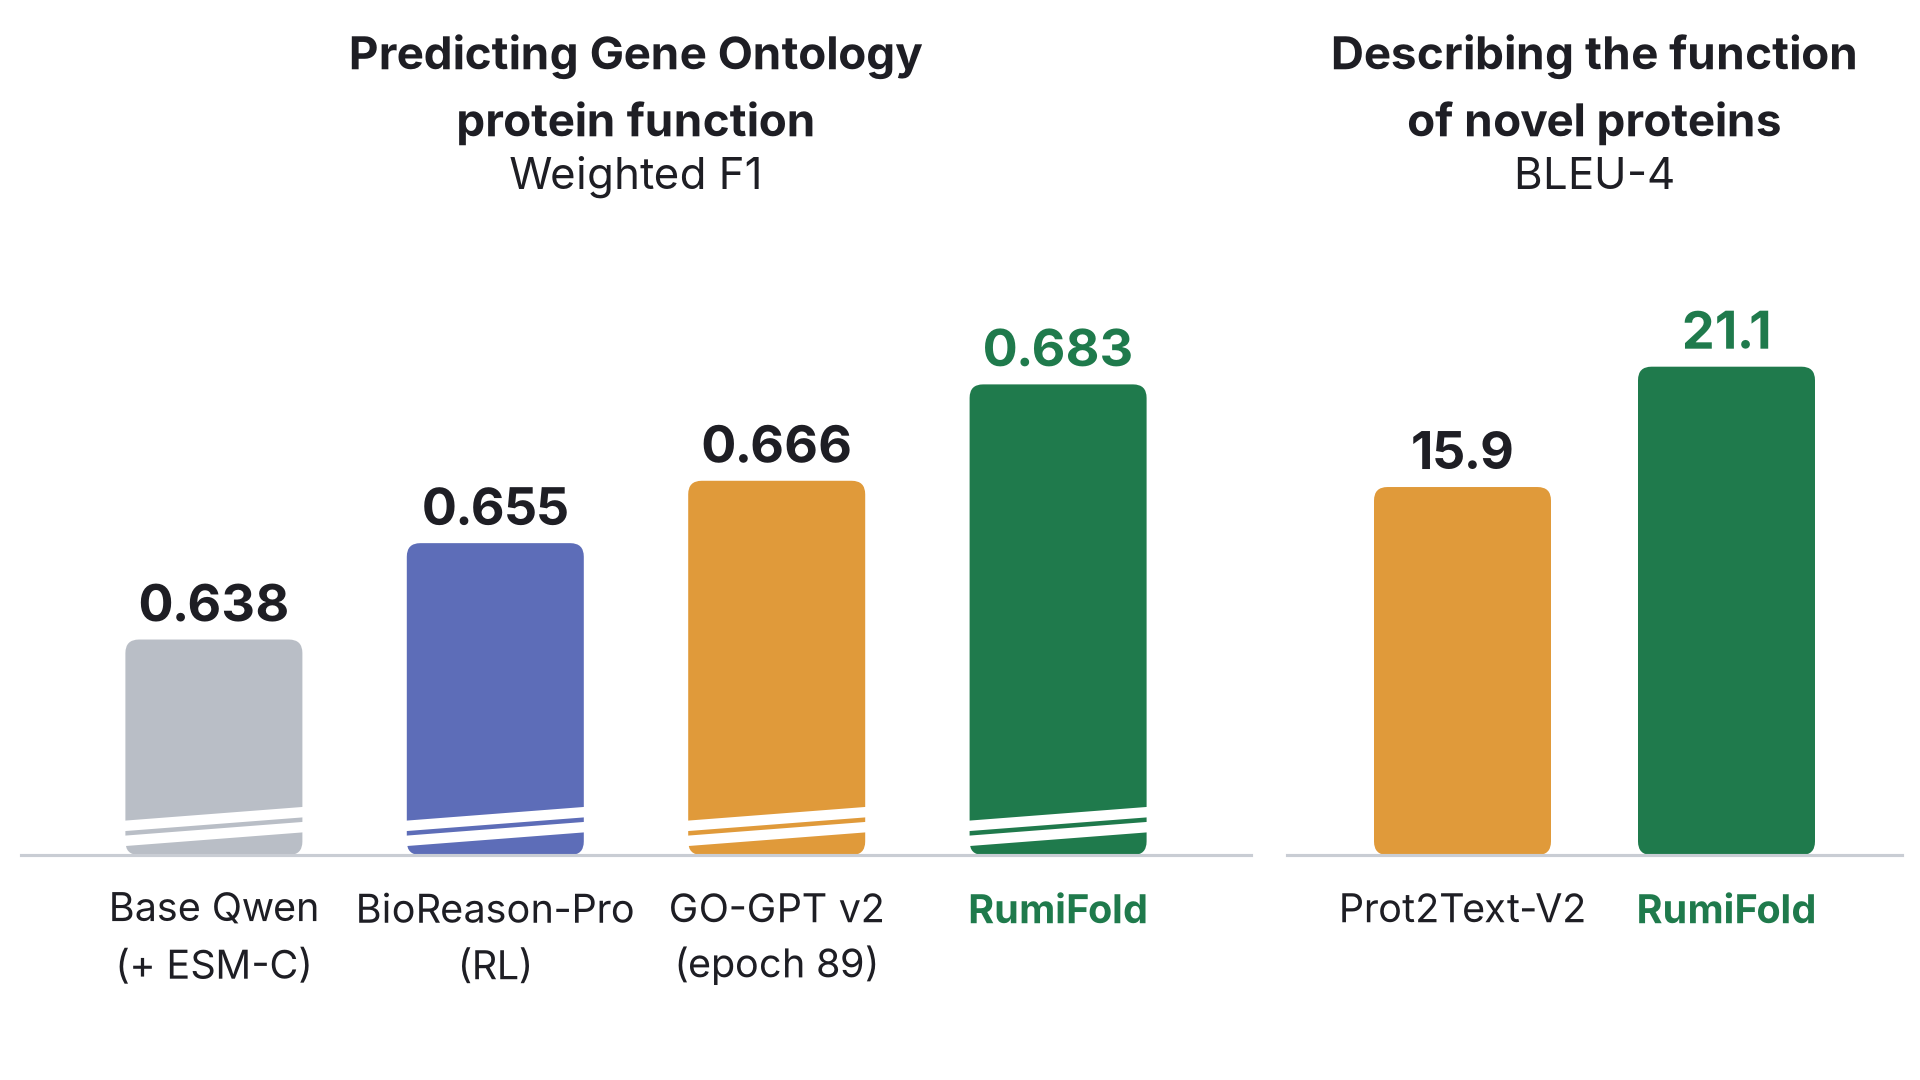 Predicting Gene Ontology
protein function
Weighted F1
0.638
0.655
0.666
0.683
Base Qwen
(+ ESM-C)
BioReason-Pro
(RL)
GO-GPT v2
(epoch 89)
RumiFold
Describing the function
of novel proteins
BLEU-4
15.9
21.1
Prot2Text-V2
RumiFold